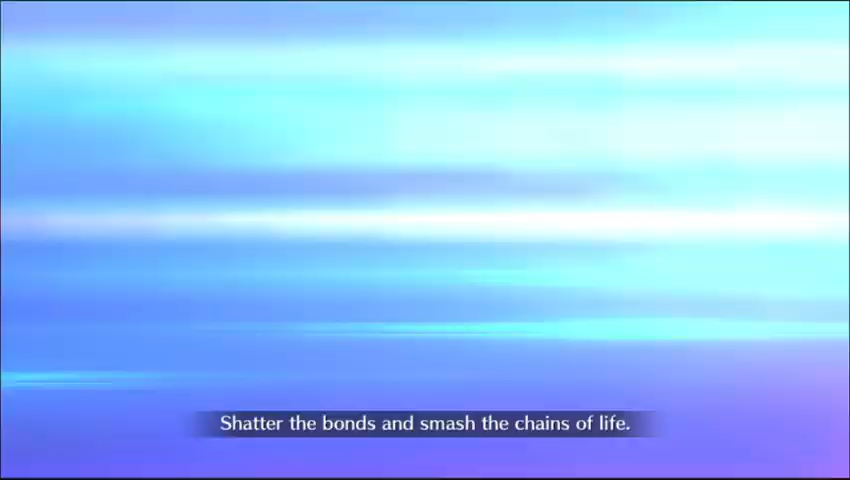 Shatter the bonds and smash the chains of life.